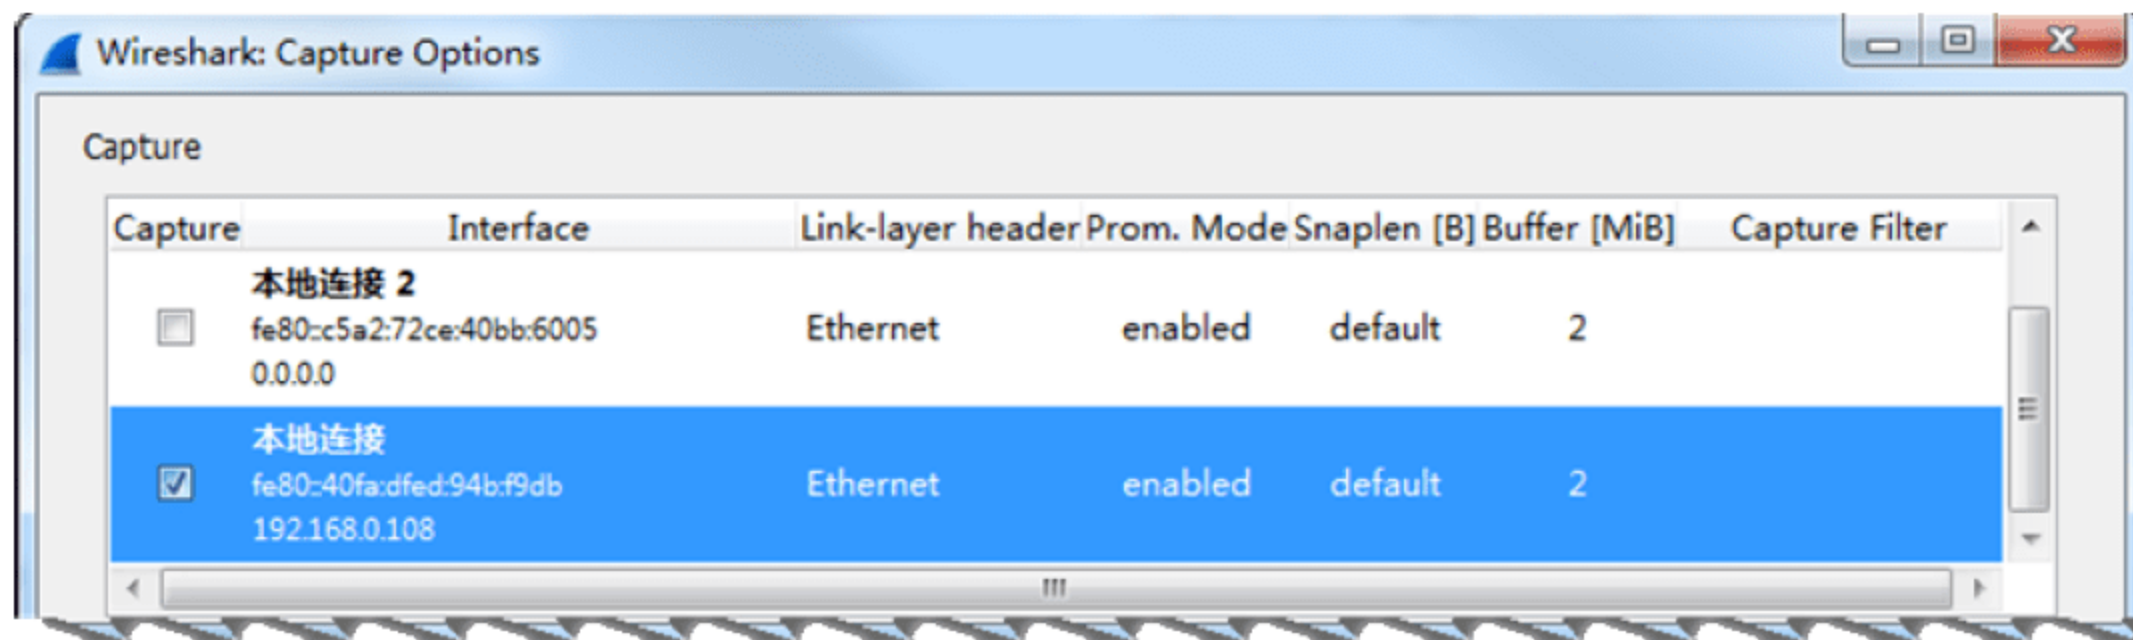 Wireshark: Capture Options
Capture
Capture Interface Link-layer header Prom. Mode Snaplen [B] Buffer [MiB] Capture Filter
本地连接 2
fe80::c5a2:72ce:40bb:6005 Ethernet enabled default 2
0.0.0.0
本地连接
fe80::40fa:dfed:94b:f9db Ethernet enabled default 2
192.168.0.108